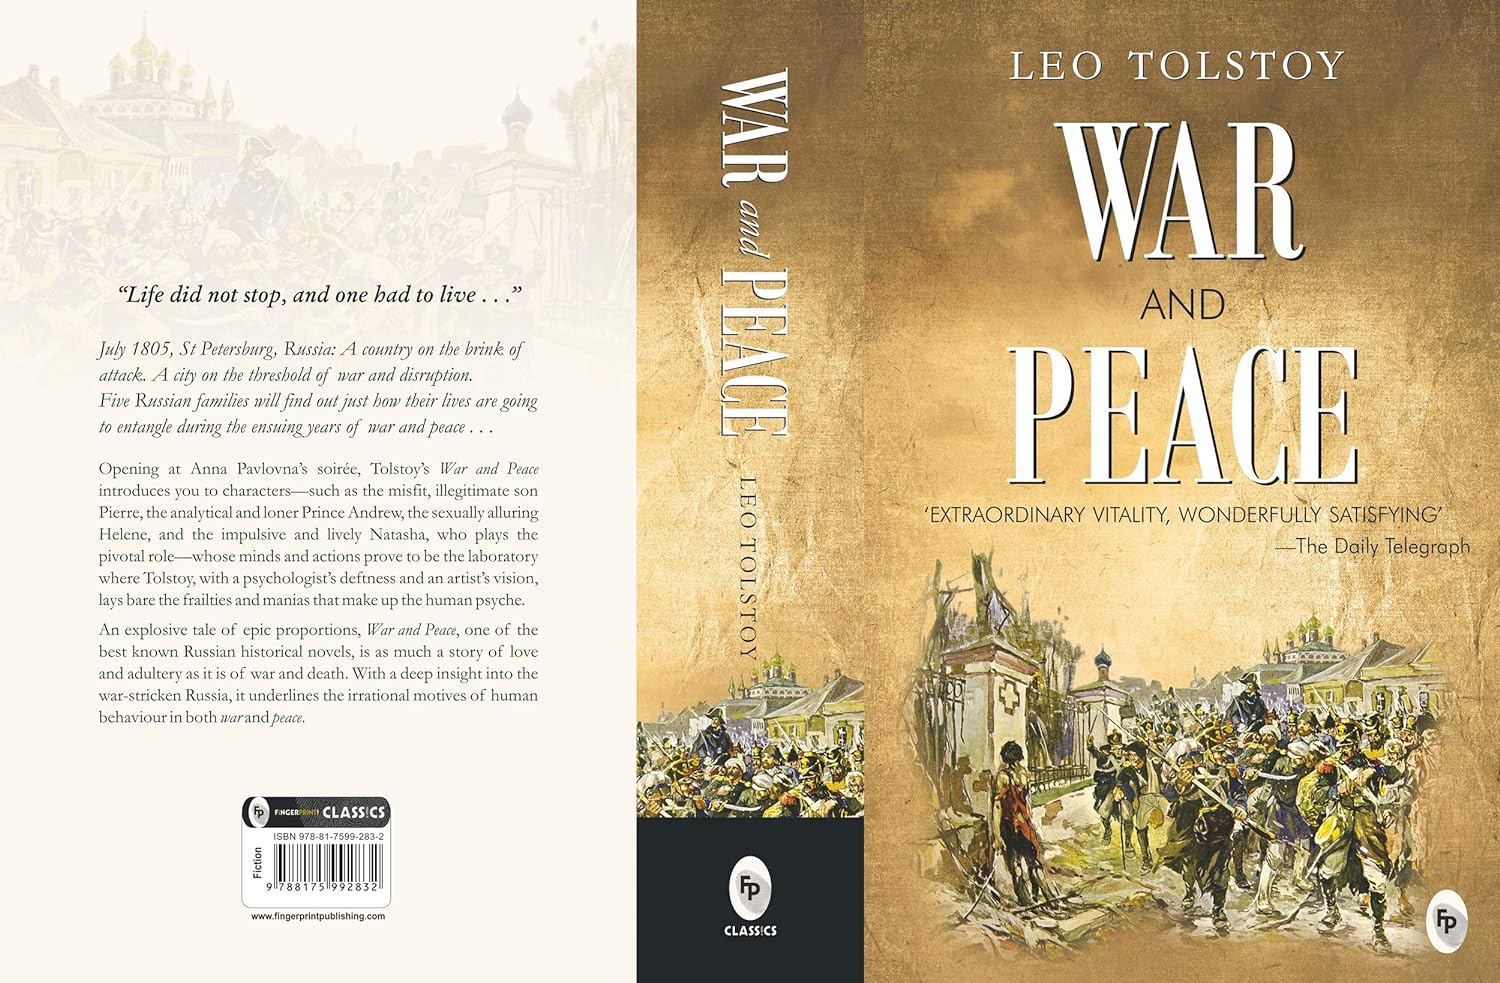 “Life did not stop, and one had to live . . .”
July 1805, St Petersburg, Russia: A country on the brink of
attack. A city on the threshold of war and disruption.
Five Russian families will find out just how their lives are going
to entangle during the ensuing years of war and peace . . .
Opening at Anna Pavlovna’s soirée, Tolstoy’s War and Peace
introduces you to characters—such as the misfit, illegitimate son
Pierre, the analytical and loner Prince Andrew, the sexually alluring
Helene, and the impulsive and lively Natasha, who plays the
pivotal role—whose minds and actions prove to be the laboratory
where Tolstoy, with a psychologist’s deftness and an artist’s vision,
lays bare the frailties and manias that make up the human psyche.
An explosive tale of epic proportions, War and Peace, one of the
best known Russian historical novels, is as much a story of love
and adultery as it is of war and death. With a deep insight into the
war-stricken Russia, it underlines the irrational motives of human
behaviour in both war and peace.
FP FiNGERPRINT! CLASS!CS
ISBN 978-81-7599-283-2
Fiction
9 788175 992832
www.fingerprintpublishing.com
WAR and PEACE LEO TOLSTOY
FP
CLASS!CS
LEO TOLSTOY
WAR
AND
PEACE
‘EXTRAORDINARY VITALITY, WONDERFULLY SATISFYING’
—The Daily Telegraph
FP